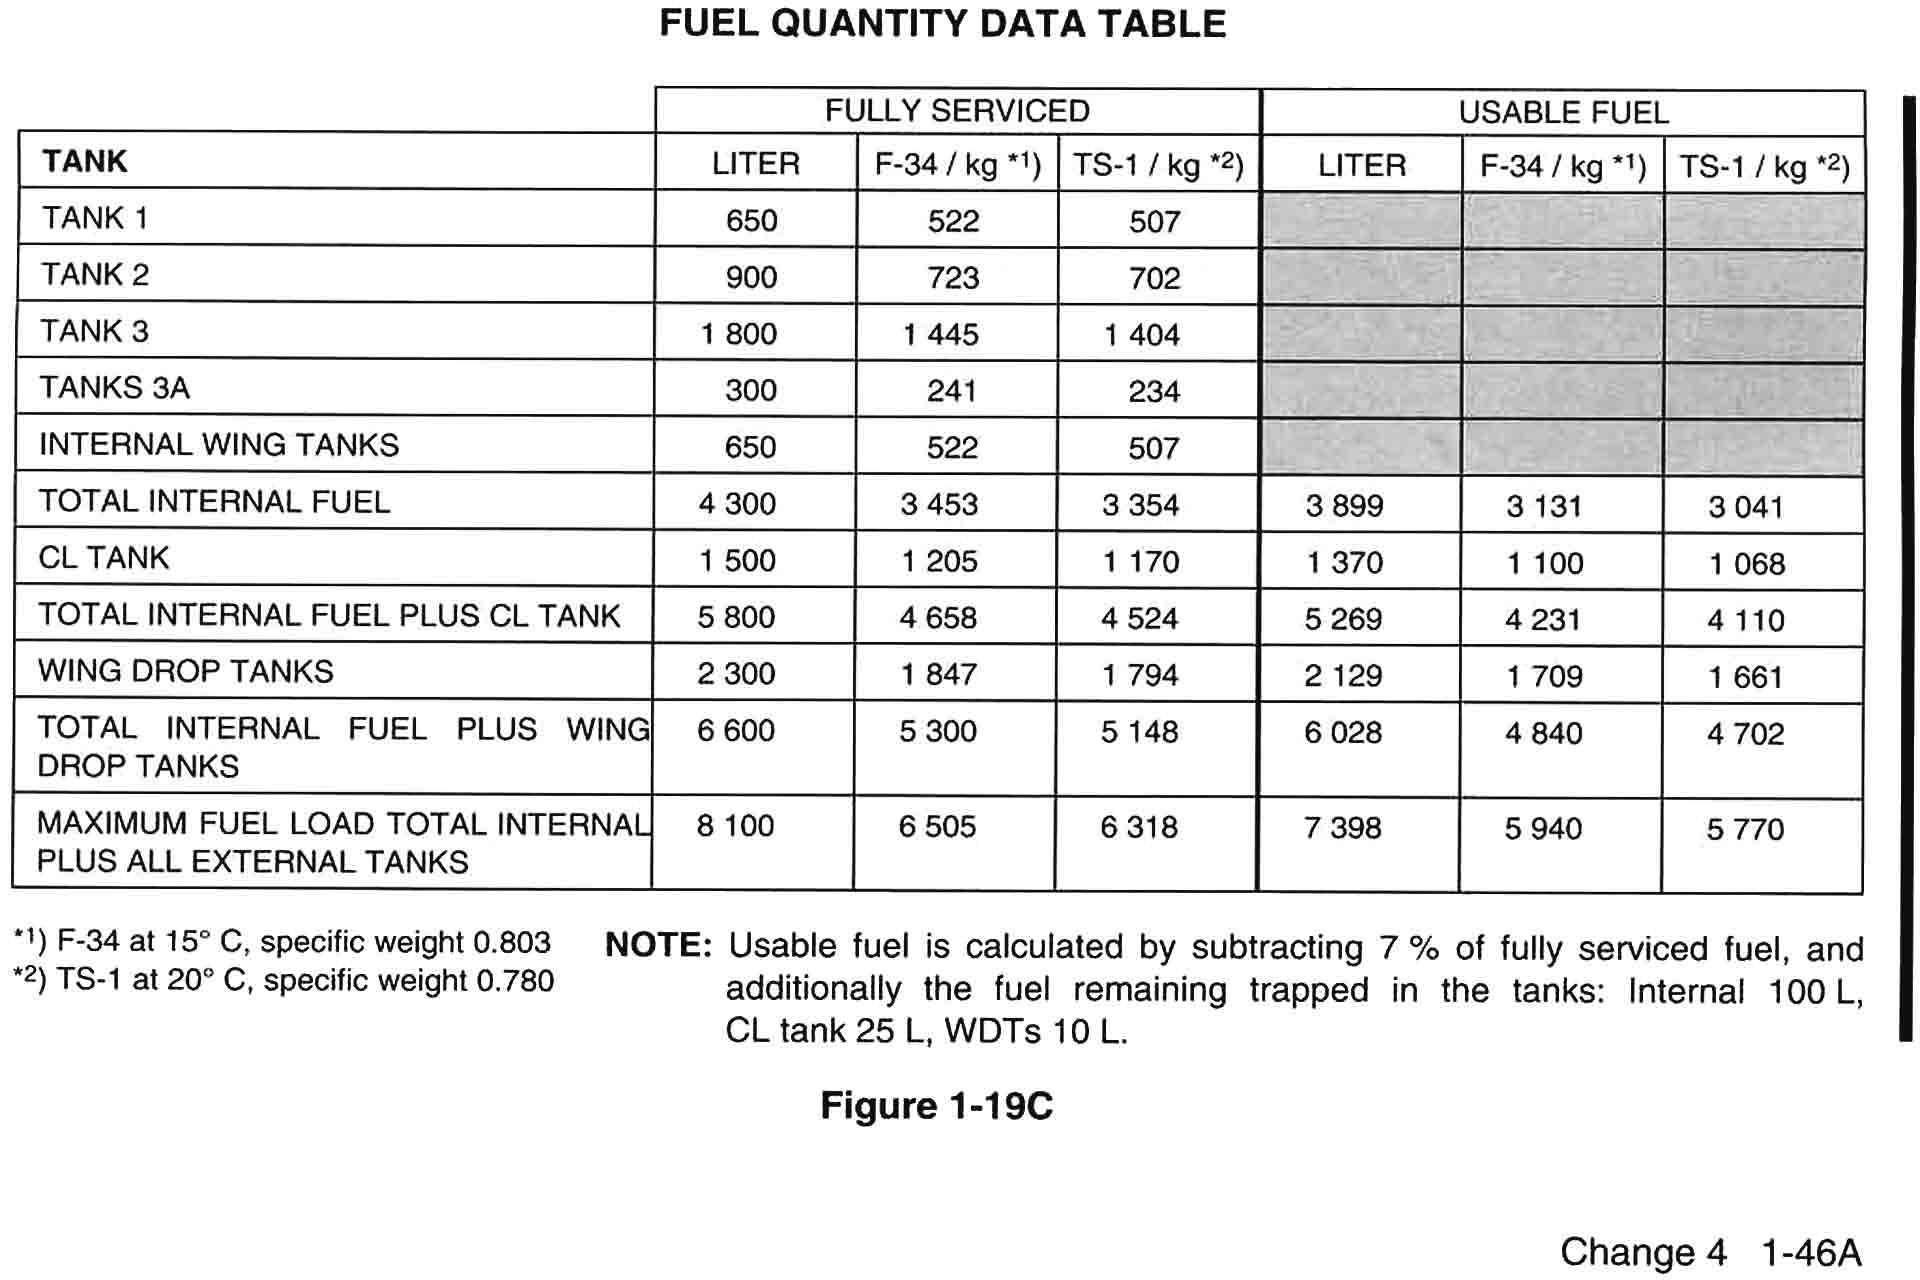 FUEL QUANTITY DATA TABLE
FULLY SERVICED USABLE FUEL
TANK LITER F-34 / kg *1) TS-1 / kg *2) LITER F-34 / kg *1) TS-1 / kg *2)
TANK 1 650 522 507
TANK 2 900 723 702
TANK 3 1 800 1 445 1 404
TANKS 3A 300 241 234
INTERNAL WING TANKS 650 522 507
TOTAL INTERNAL FUEL 4 300 3 453 3 354 3 899 3 131 3 041
CL TANK 1 500 1 205 1 170 1 370 1 100 1 068
TOTAL INTERNAL FUEL PLUS CL TANK 5 800 4 658 4 524 5 269 4 231 4 110
WING DROP TANKS 2 300 1 847 1 794 2 129 1 709 1 661
TOTAL INTERNAL FUEL PLUS WING 6 600 5 300 5 148 6 028 4 840 4 702
DROP TANKS
MAXIMUM FUEL LOAD TOTAL INTERNAL 8 100 6 505 6 318 7 398 5 940 5 770
PLUS ALL EXTERNAL TANKS
*1) F-34 at 15° C, specific weight 0.803
*2) TS-1 at 20° C, specific weight 0.780
NOTE: Usable fuel is calculated by subtracting 7 % of fully serviced fuel, and
additionally the fuel remaining trapped in the tanks: Internal 100 L,
CL tank 25 L, WDTs 10 L.
Figure 1-19C
Change 4 1-46A